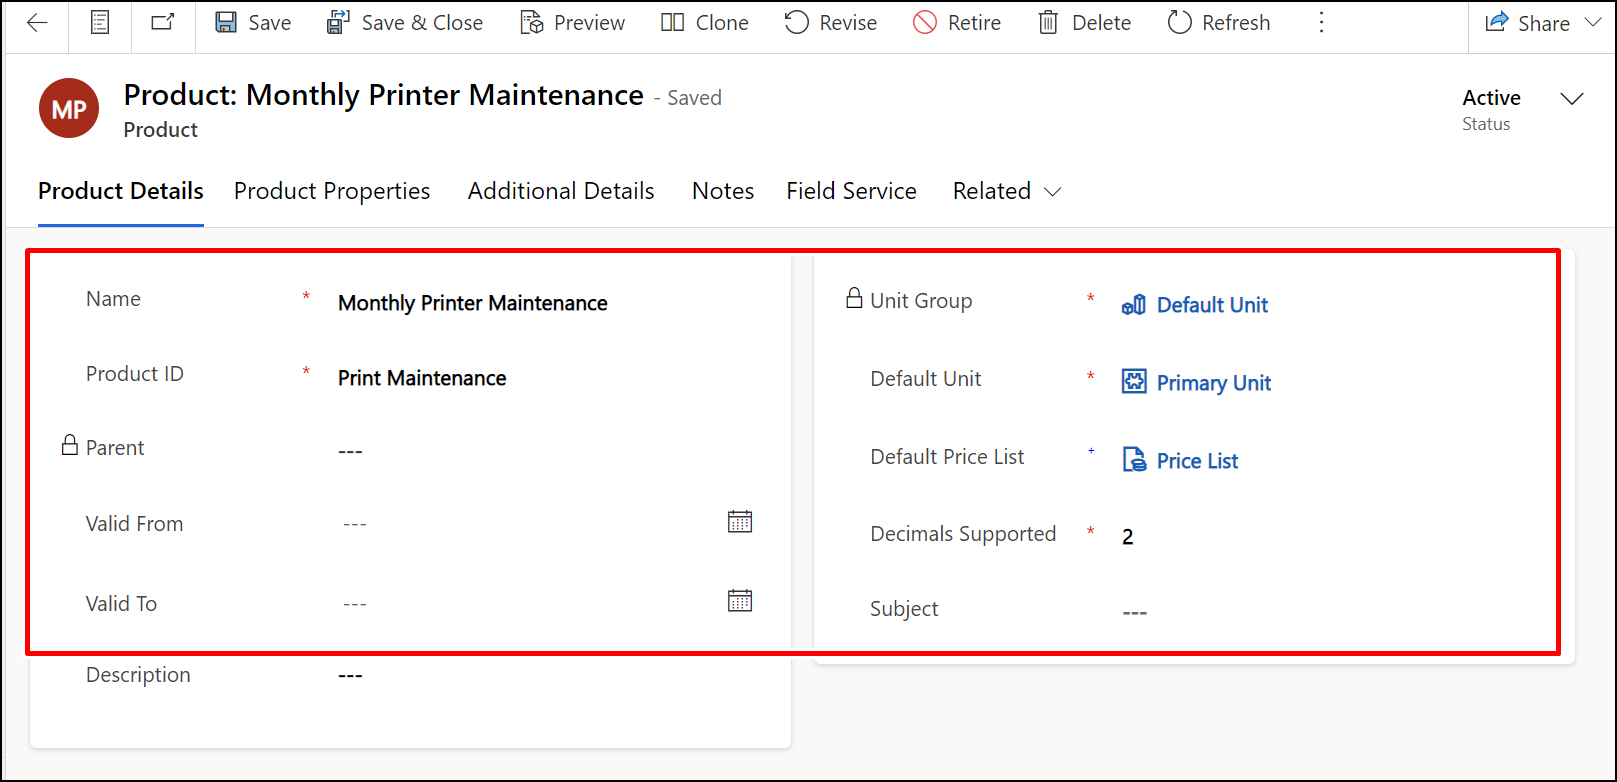 Save
Save & Close
Preview
Clone
Revise
Retire
Delete
Refresh
Share
MP
Product: Monthly Printer Maintenance - Saved
Product
Active
Status
Product Details
Product Properties
Additional Details
Notes
Field Service
Related
Name * Monthly Printer Maintenance
Product ID * Print Maintenance
Parent ---
Valid From ---
Valid To ---
Description ---
Unit Group * Default Unit
Default Unit * Primary Unit
Default Price List + Price List
Decimals Supported * 2
Subject ---